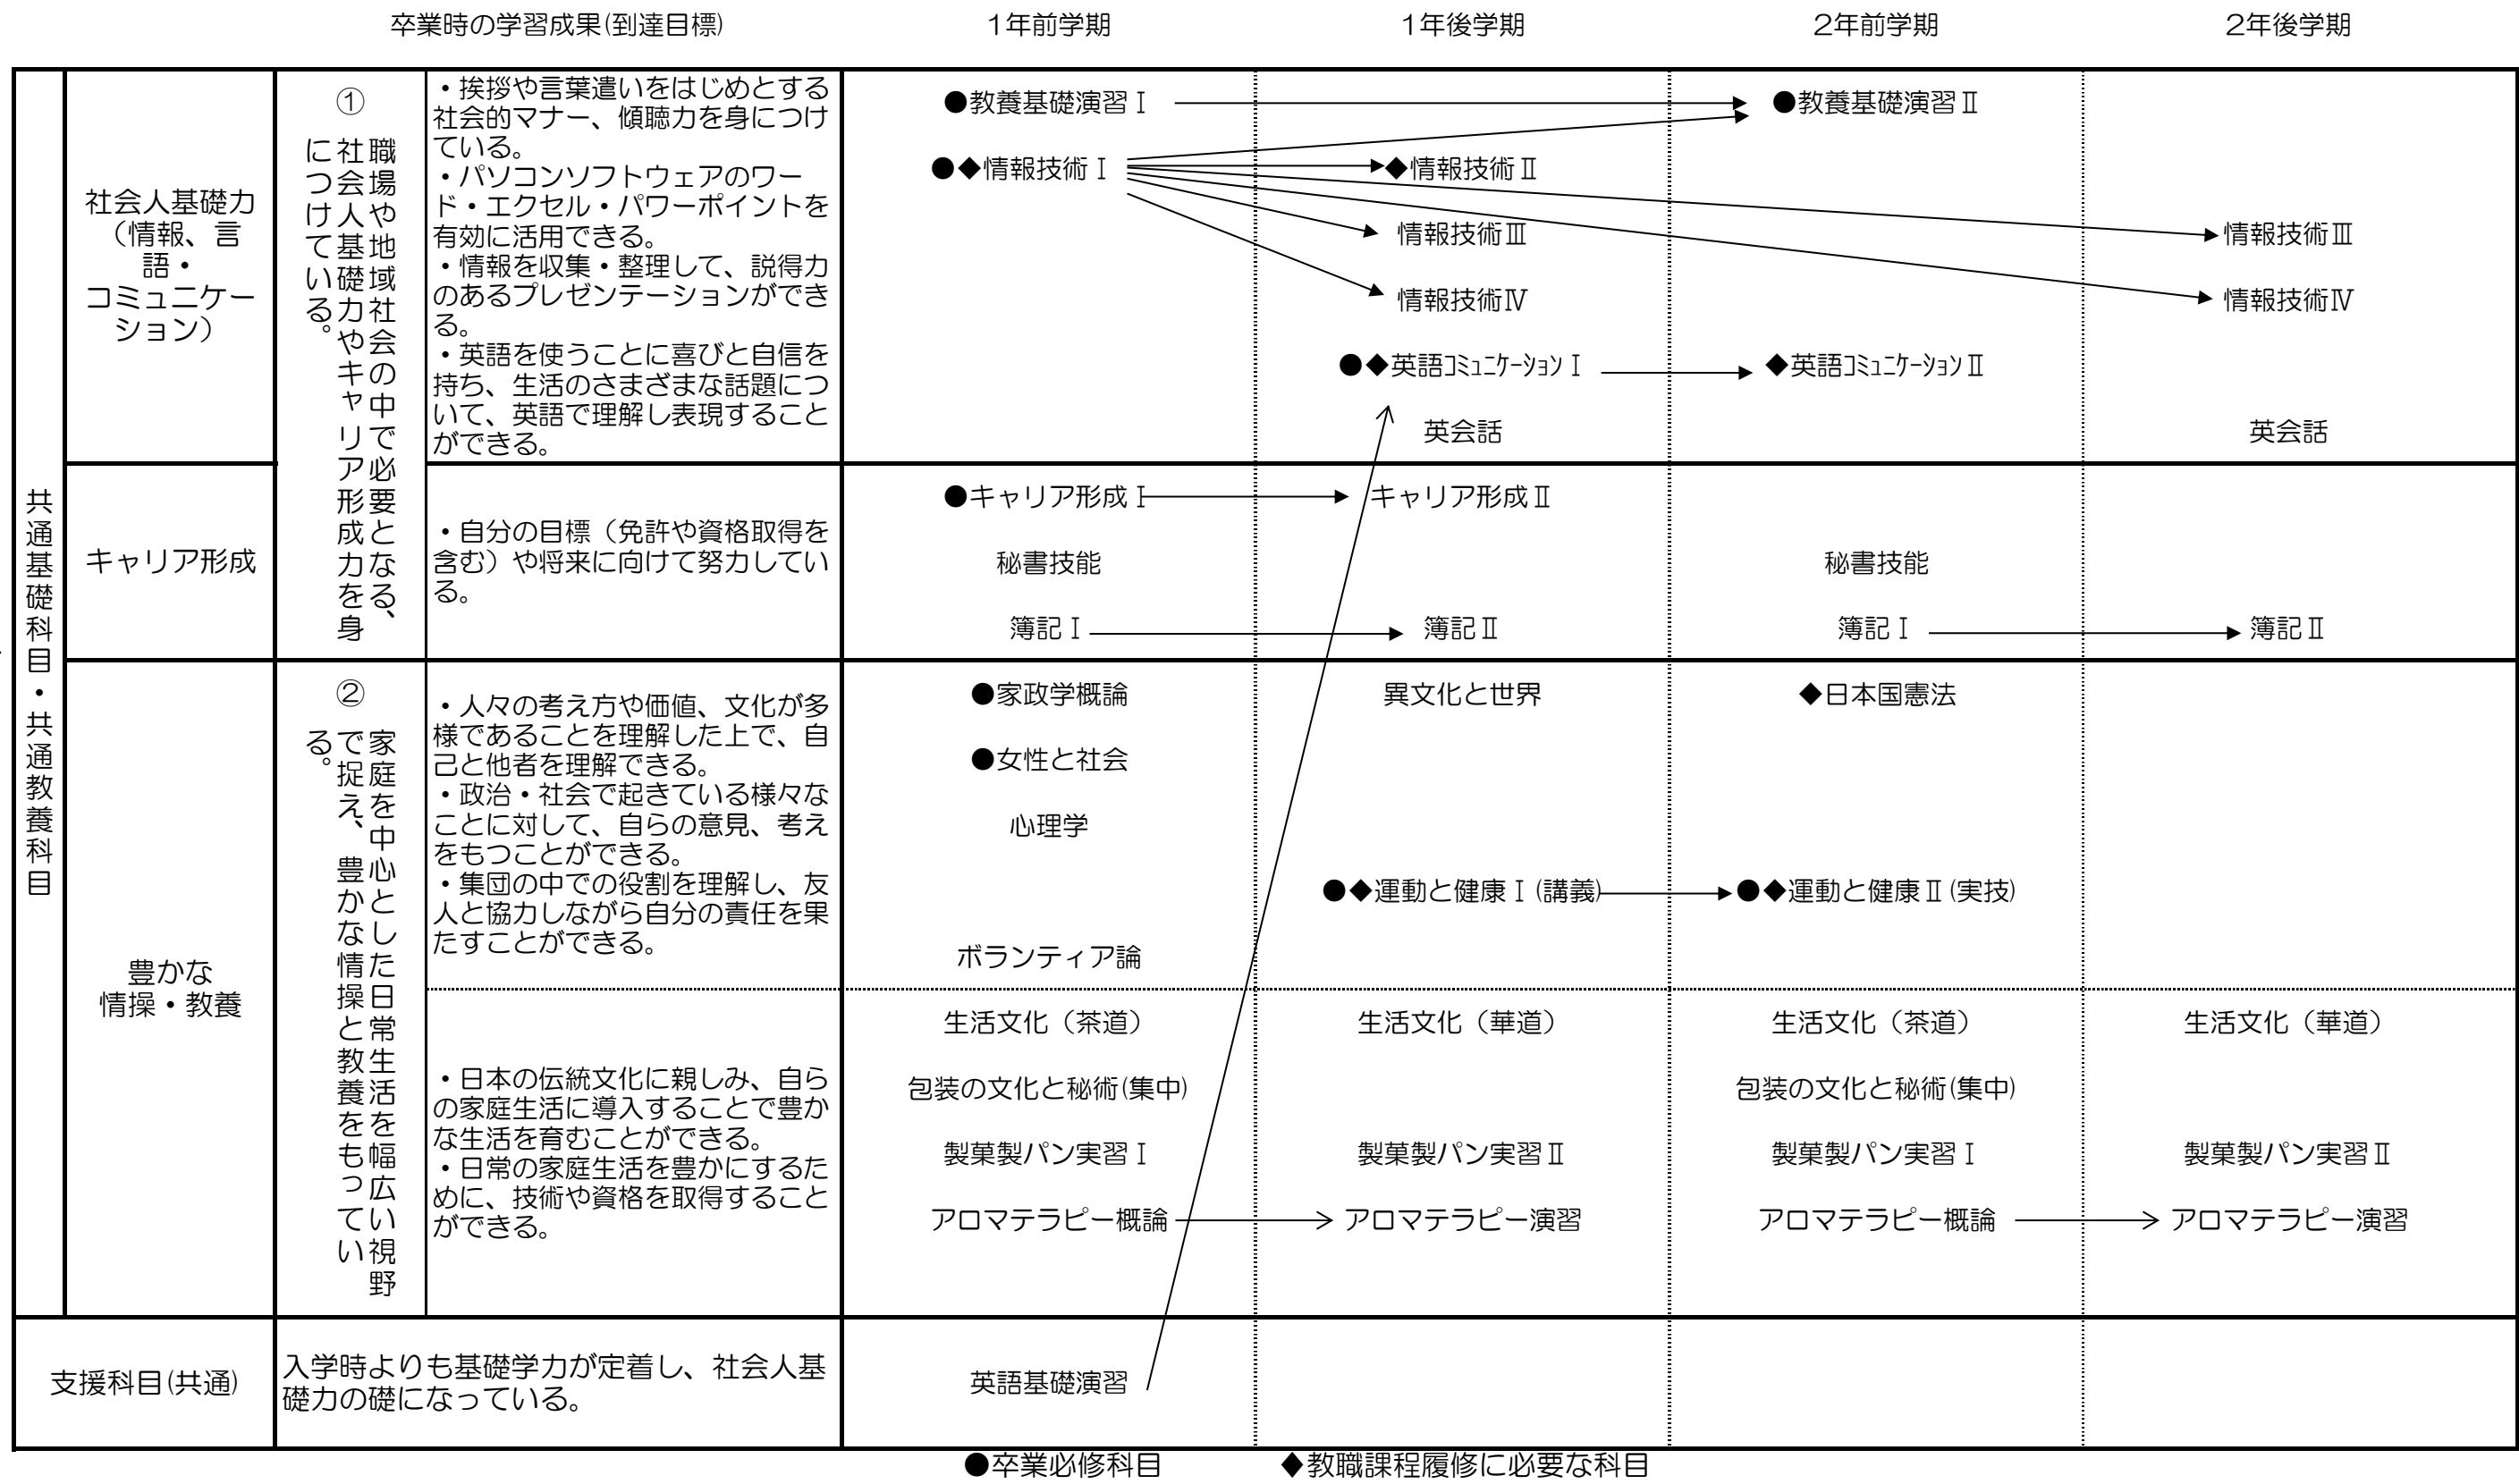 卒業時の学習成果(到達目標)
1年前学期
1年後学期
2年前学期
2年後学期
共通基礎科目・共通教養科目
社会人基礎力
（情報、言
語・
コミュニケー
ション）
①
職場や地域社会の中で必要となる、
社会人基礎力やキャリア形成力を身
につけている。
・挨拶や言葉遣いをはじめとする
社会的マナー、傾聴力を身につけ
ている。
・パソコンソフトウェアのワー
ド・エクセル・パワーポイントを
有効に活用できる。
・情報を収集・整理して、説得力
のあるプレゼンテーションができ
る。
・英語を使うことに喜びと自信を
持ち、生活のさまざまな話題につ
いて、英語で理解し表現すること
ができる。
●教養基礎演習Ⅰ
●教養基礎演習Ⅱ
●◆情報技術Ⅰ
◆情報技術Ⅱ
情報技術Ⅲ
情報技術Ⅲ
情報技術Ⅳ
情報技術Ⅳ
●◆英語ｺﾐｭﾆｹｰｼｮﾝⅠ
◆英語ｺﾐｭﾆｹｰｼｮﾝⅡ
英会話
英会話
キャリア形成
・自分の目標（免許や資格取得を
含む）や将来に向けて努力してい
る。
●キャリア形成Ⅰ
キャリア形成Ⅱ
秘書技能
秘書技能
簿記Ⅰ
簿記Ⅱ
簿記Ⅰ
簿記Ⅱ
豊かな
情操・教養
②
家庭を中心とした日常生活を幅広い視野
で捉え、豊かな情操と教養をもってい
る。
・人々の考え方や価値、文化が多
様であることを理解した上で、自
己と他者を理解できる。
・政治・社会で起きている様々な
ことに対して、自らの意見、考え
をもつことができる。
・集団の中での役割を理解し、友
人と協力しながら自分の責任を果
たすことができる。
●家政学概論
異文化と世界
◆日本国憲法
●女性と社会
心理学
●◆運動と健康Ⅰ(講義)
●◆運動と健康Ⅱ(実技)
ボランティア論
・日本の伝統文化に親しみ、自ら
の家庭生活に導入することで豊か
な生活を育むことができる。
・日常の家庭生活を豊かにするた
めに、技術や資格を取得すること
ができる。
生活文化（茶道）
生活文化（華道）
生活文化（茶道）
生活文化（華道）
包装の文化と秘術(集中)
包装の文化と秘術(集中)
製菓製パン実習Ⅰ
製菓製パン実習Ⅱ
製菓製パン実習Ⅰ
製菓製パン実習Ⅱ
アロマテラピー概論
アロマテラピー演習
アロマテラピー概論
アロマテラピー演習
支援科目(共通)
入学時よりも基礎学力が定着し、社会人基
礎力の礎になっている。
英語基礎演習
●卒業必修科目
◆教職課程履修に必要な科目